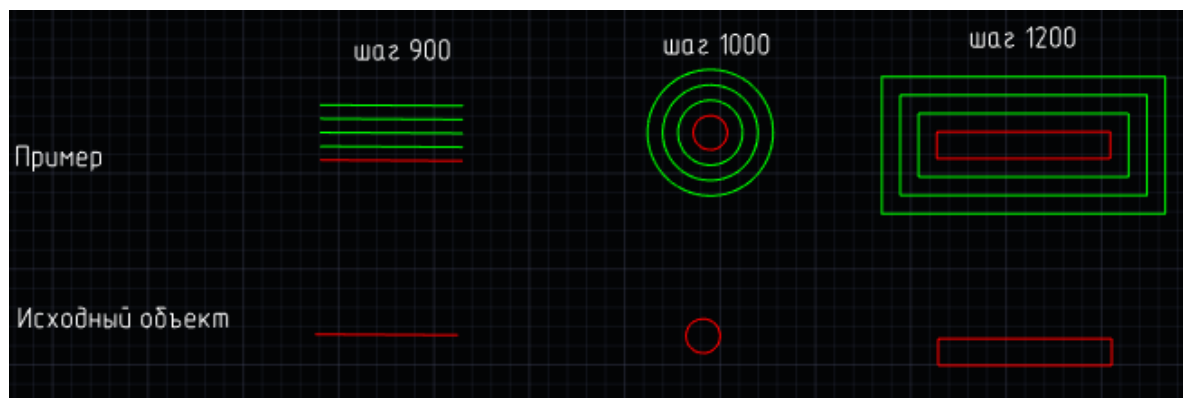 шаг 900
шаг 1000
шаг 1200
Пример
Исходный объект